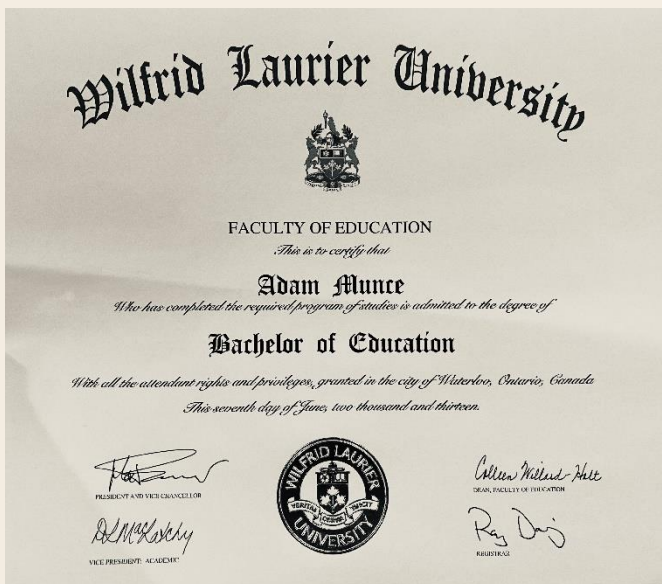 Wilfrid Laurier University
FACULTY OF EDUCATION
This is to certify that
Adam Munce
Who has completed the required program of studies is admitted to the degree of
Bachelor of Education
With all the attendant rights and privileges, granted in the city of Waterloo, Ontario, Canada
This seventh day of June, two thousand and thirteen.
PRESIDENT AND VICE CHANCELLOR
Colleen Willard-Holt
DEAN, FACULTY OF EDUCATION
VICE PRESIDENT: ACADEMIC
REGISTRAR
WILFRID LAURIER
VERITAS OMNIA VINCIT
UNIVERSITY